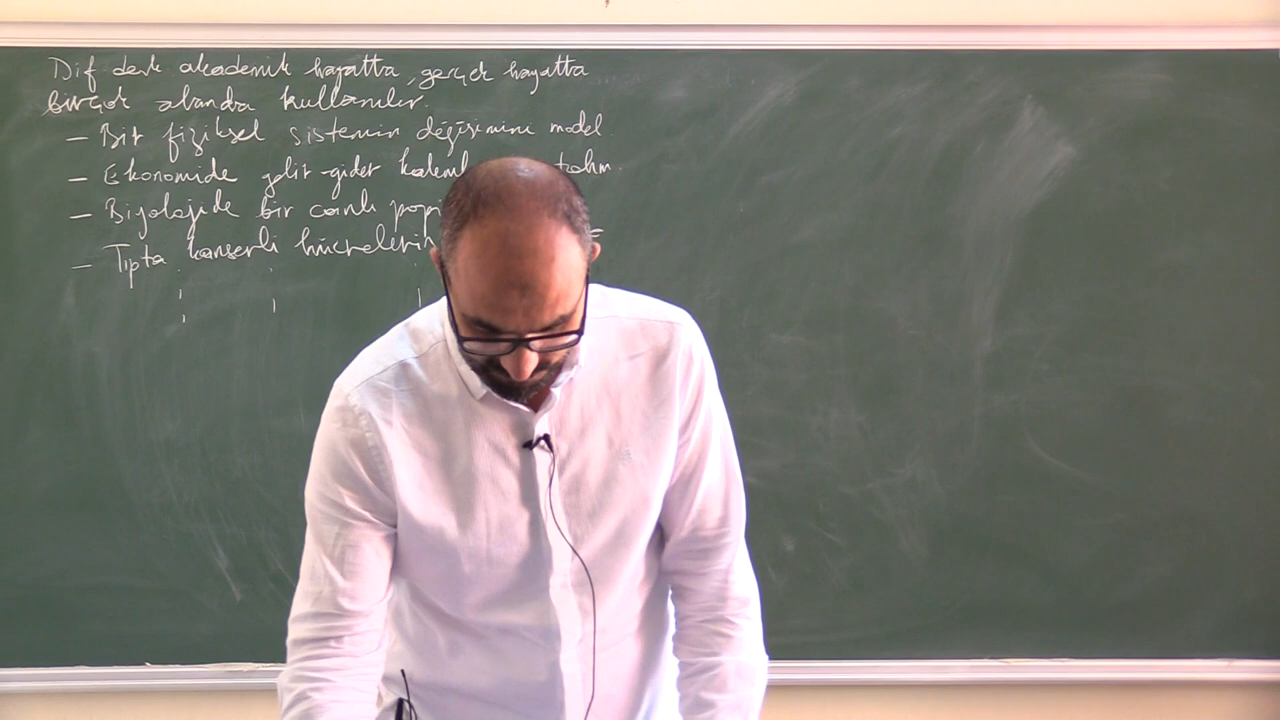 Dif denk akademik hayatta, gerçek hayatta
birçok alanda kullanılır.
- Bir fiziksel sistemin değişimini model.
- Ekonomide gelir-gider tahm.
- Biyolojide bir canlı
- Tıpta kanserli hücrelerin